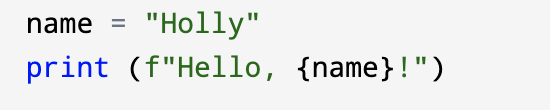 name = "Holly"
print (f"Hello, {name}!")